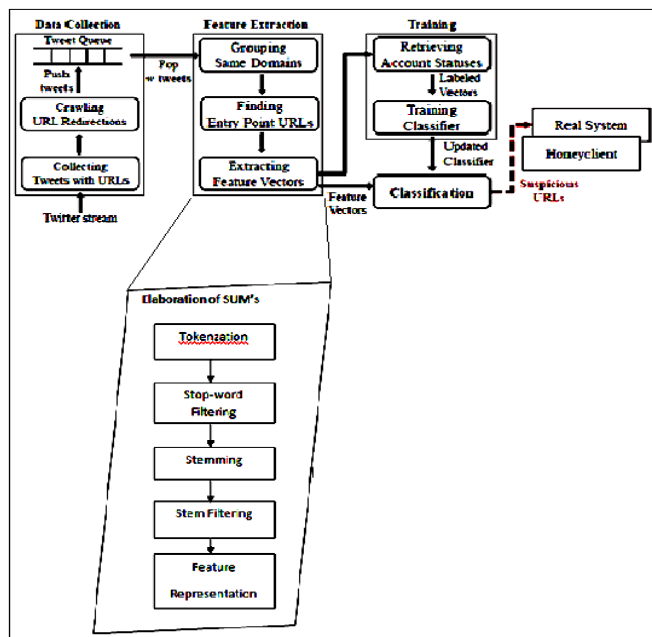 Data Collection
Tweet Queue
Push
tweets
Crawling
URL Redirections
Collecting
Tweets with URLs
Twitter stream
Pop
w tweets
Feature Extraction
Grouping
Same Domains
Finding
Entry Point URLs
Extracting
Feature Vectors
Feature
Vectors
Training
Retrieving
Account Statuses
Labeled
Vectors
Training
Classifier
Updated
Classifier
Classification
Suspicious
URLs
Real System
Honeyclient
Elaboration of SUM's
Tokenzation
Stop-word
Filtering
Stemming
Stem Filtering
Feature
Representation